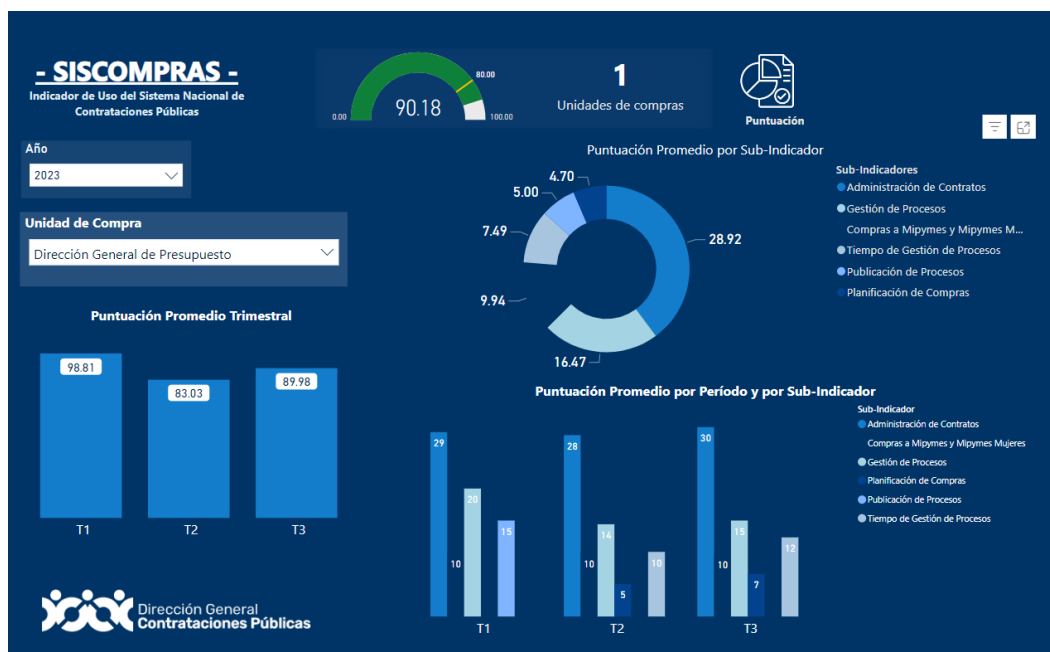 - SISCOMPRAS -
Indicador de Uso del Sistema Nacional de
Contrataciones Públicas
80.00
90.18
0.00
100.00
1
Unidades de compras
Puntuación
Año
2023
Unidad de Compra
Dirección General de Presupuesto
Puntuación Promedio Trimestral
98.81
83.03
89.98
T1
T2
T3
Puntuación Promedio por Sub-Indicador
4.70
5.00
7.49
28.92
9.94
16.47
Sub-Indicadores
Administración de Contratos
Gestión de Procesos
Compras a Mipymes y Mipymes M...
Tiempo de Gestión de Procesos
Publicación de Procesos
Planificación de Compras
Puntuación Promedio por Período y por Sub-Indicador
29
10
20
15
28
10
14
5
10
30
10
15
7
12
T1
T2
T3
Sub-Indicador
Administración de Contratos
Compras a Mipymes y Mipymes Mujeres
Gestión de Procesos
Planificación de Compras
Publicación de Procesos
Tiempo de Gestión de Procesos
Dirección General
Contrataciones Públicas